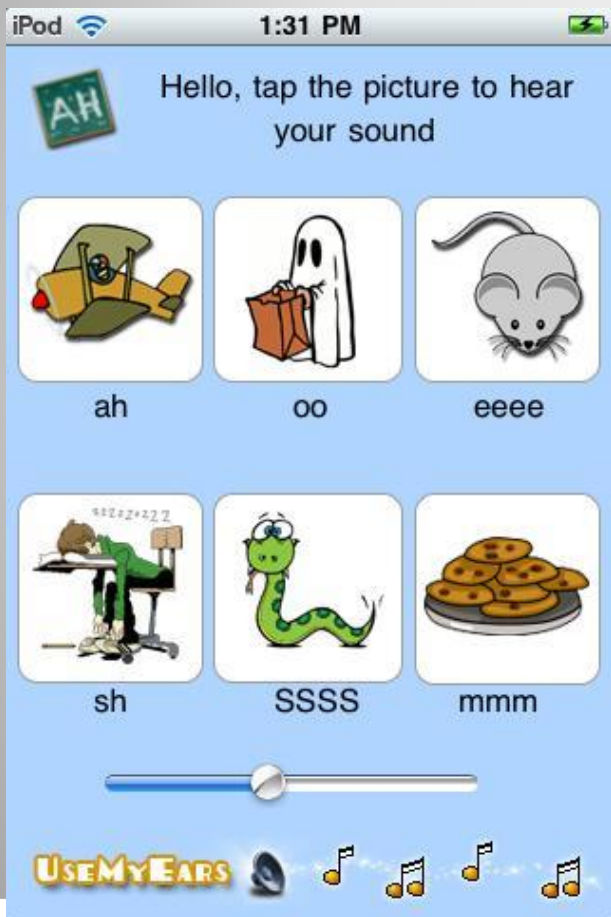 iPod 1:31 PM
AH
Hello, tap the picture to hear
your sound
ah oo eeee
zzzzzzzzz
sh SSSS mmm
USEMYEARS